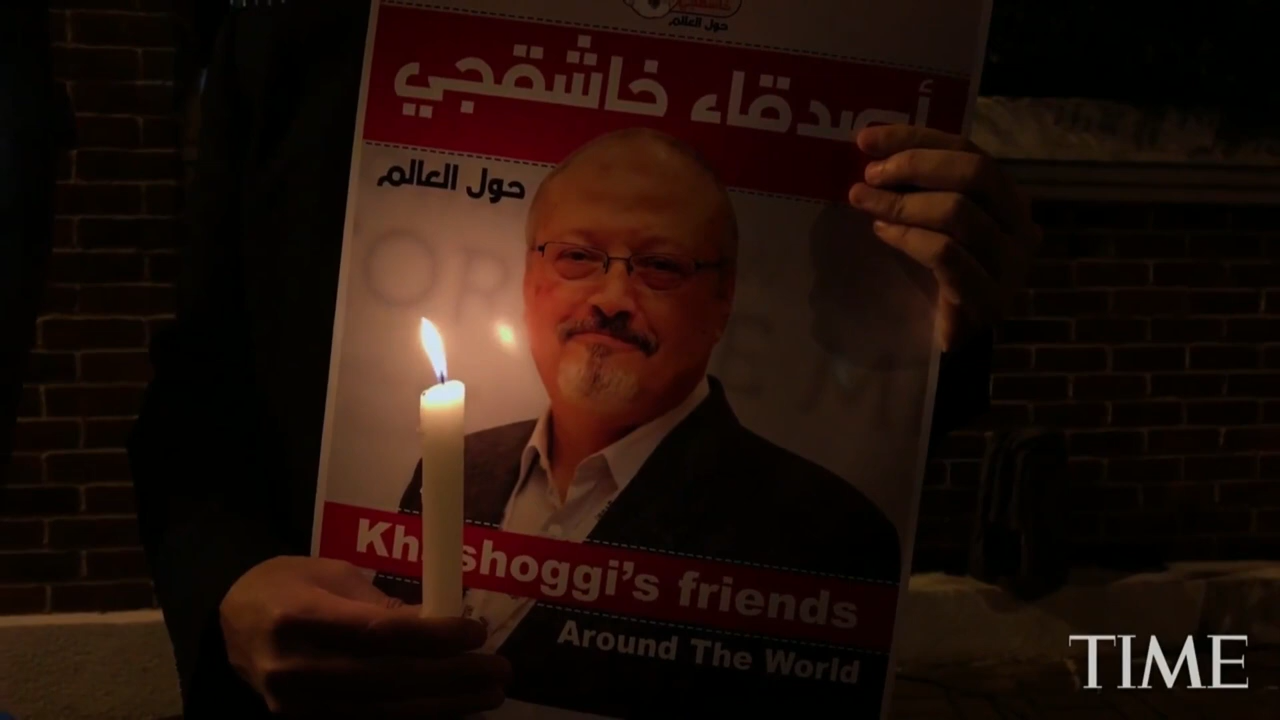 حول العالم
أصدقاء خاشقجي
حول العالم
Kh shoggi's friends
Around The World
TIME